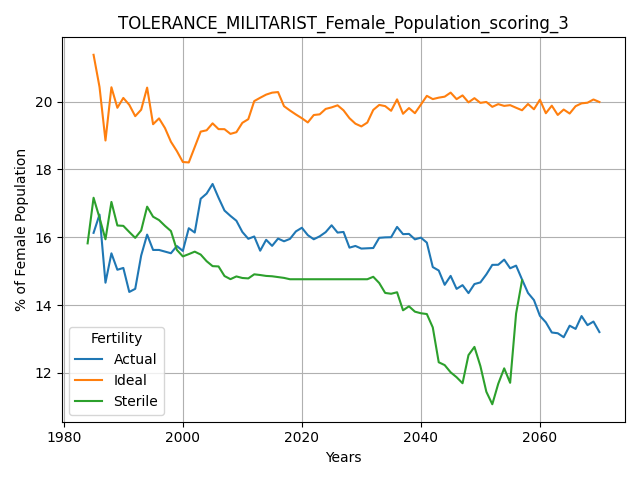 TOLERANCE_MILITARIST_Female_Population_scoring_3
% of Female Population
20
18
16
14
12
Fertility
Actual
Ideal
Sterile
1980 2000 2020 2040 2060
Years